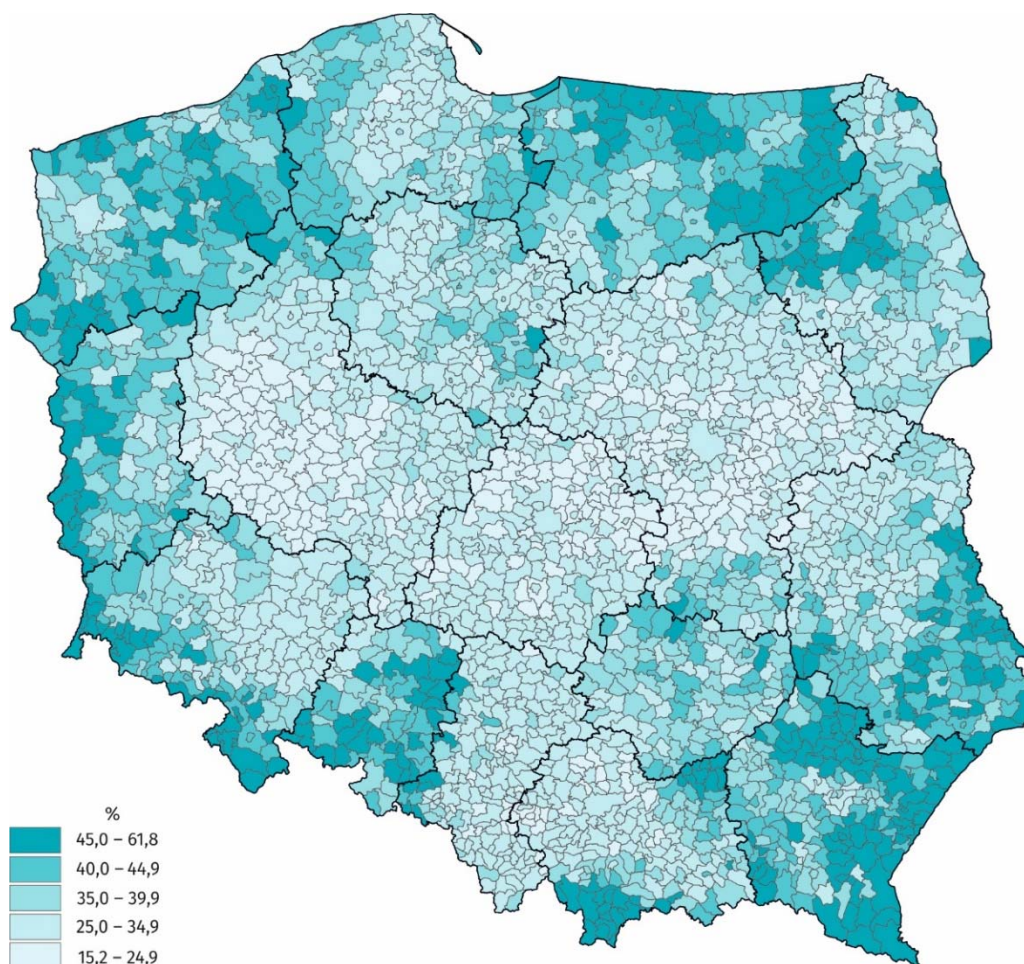 %
45,0 – 61,8
40,0 – 44,9
35,0 – 39,9
25,0 – 34,9
15,2 – 24,9